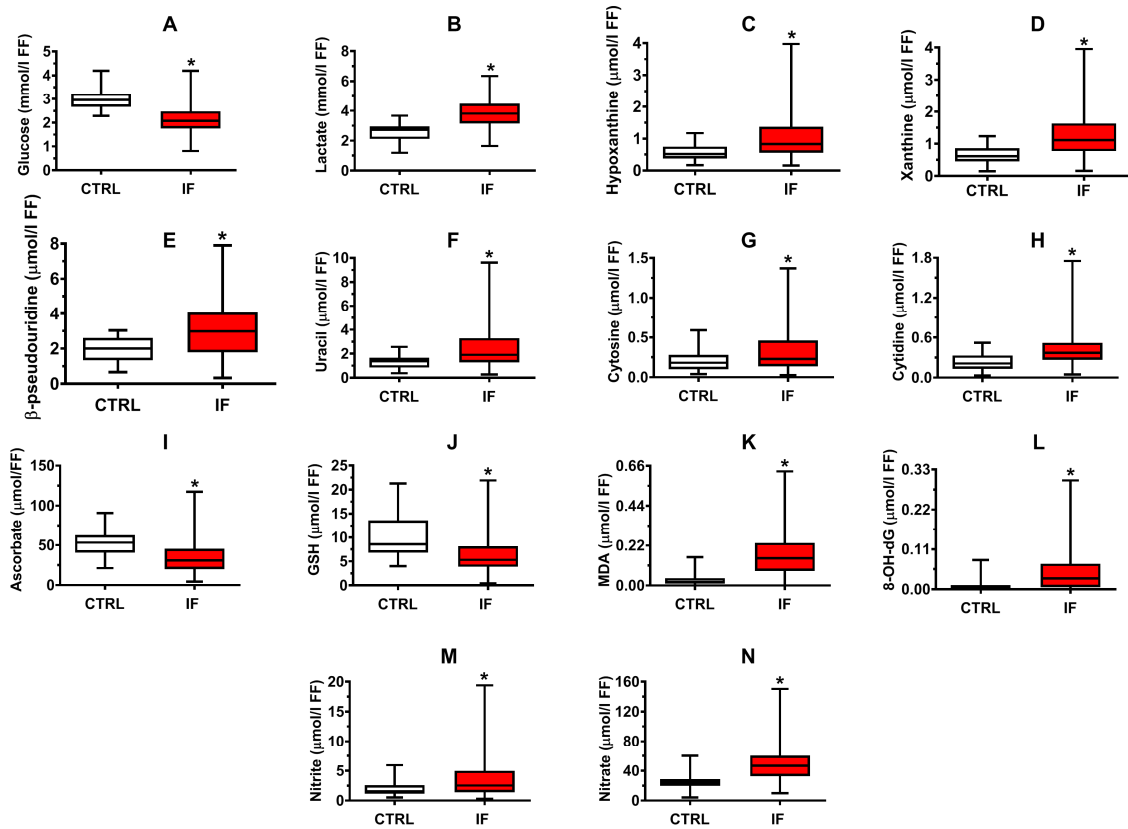 A
Glucose (mmol/l FF)
5
4
3
2
1
0
*
CTRL
IF
B
Lactate (mmol/l FF)
8
6
4
2
0
*
CTRL
IF
C
Hypoxanthine (μmol/l FF)
4
3
2
1
0
*
CTRL
IF
D
Xanthine (μmol/l FF)
4
3
2
1
0
*
CTRL
IF
E
β-pseudouridine (μmol/l FF)
8
6
4
2
0
*
CTRL
IF
F
Uracil (μmol/l FF)
10
8
6
4
2
0
*
CTRL
IF
G
Cytosine (μmol/l FF)
1.5
1.0
0.5
0.0
*
CTRL
IF
H
Cytidine (μmol/l FF)
1.8
1.2
0.6
0.0
*
CTRL
IF
I
Ascorbate (μmol/FF)
150
100
50
0
*
CTRL
IF
J
GSH (μmol/l FF)
25
20
15
10
5
0
*
CTRL
IF
K
MDA (μmol/l FF)
0.66
0.44
0.22
0.00
*
CTRL
IF
L
8-OH-dG (μmol/l FF)
0.33
0.22
0.11
0.00
*
CTRL
IF
M
Nitrite (μmol/l FF)
20
15
10
5
0
*
CTRL
IF
N
Nitrate (μmol/l FF)
160
120
80
40
0
*
CTRL
IF